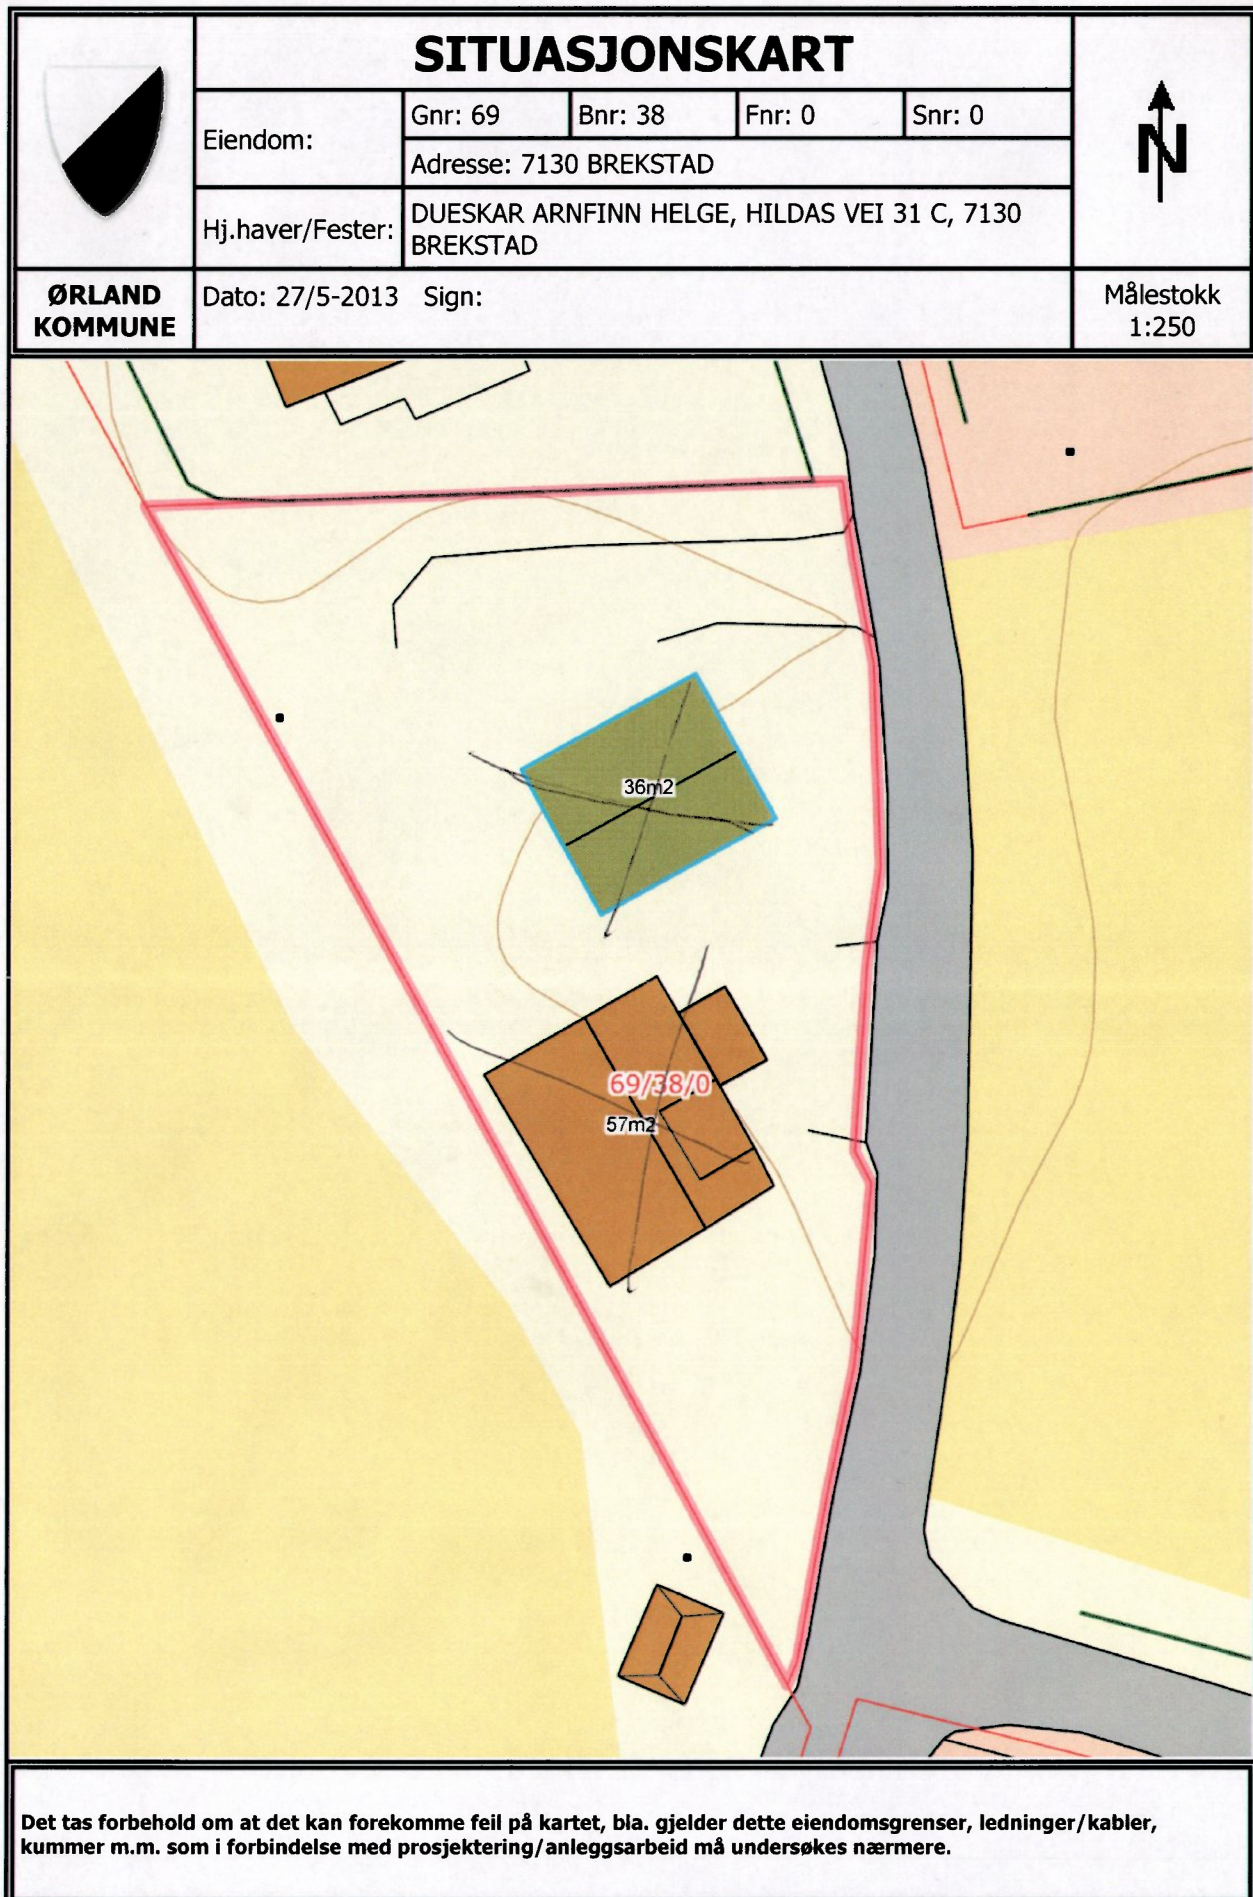 SITUASJONSKART
Eiendom:
Gnr: 69
Bnr: 38
Fnr: 0
Snr: 0
Adresse: 7130 BREKSTAD
Hj.haver/Fester:
DUESKAR ARNFINN HELGE, HILDAS VEI 31 C, 7130
BREKSTAD
N
ØRLAND
KOMMUNE
Dato: 27/5-2013 Sign:
Målestokk
1:250
36m2
69/38/0
57m2
Det tas forbehold om at det kan forekomme feil på kartet, bla. gjelder dette eiendomsgrenser, ledninger/kabler,
kummer m.m. som i forbindelse med prosjektering/anleggsarbeid må undersøkes nærmere.